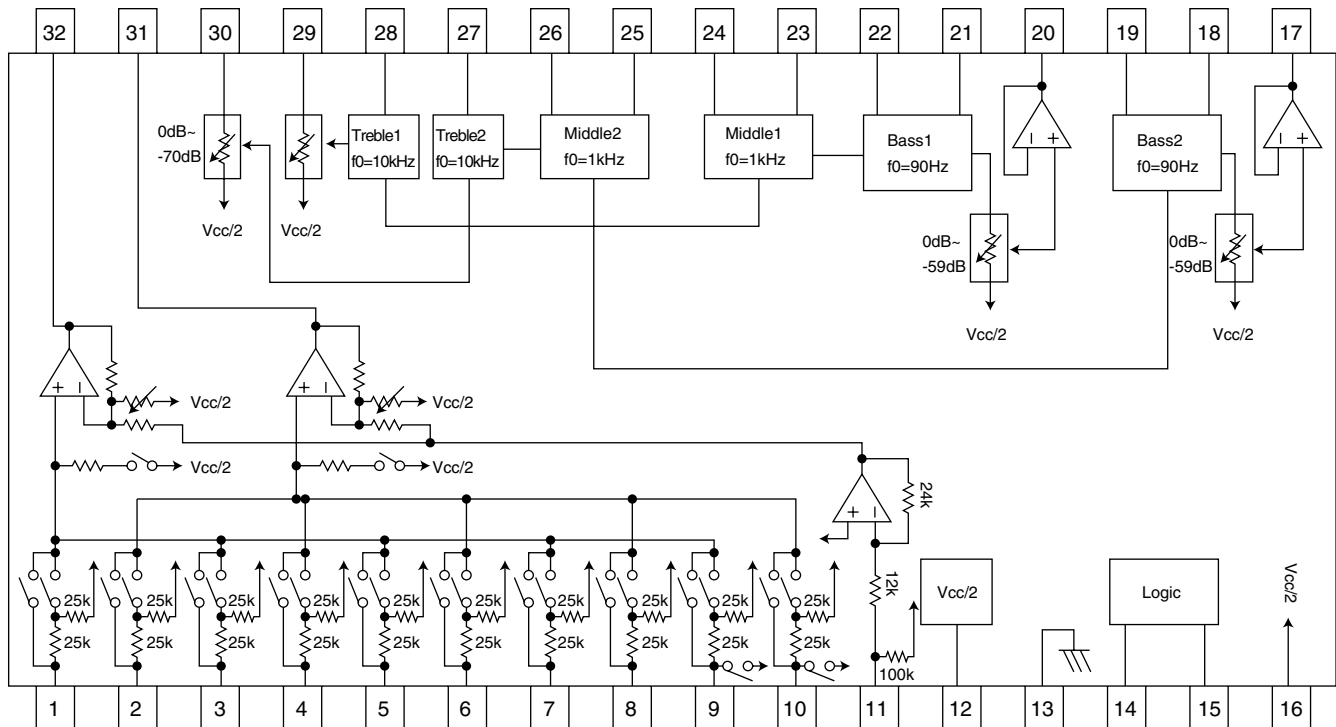 32 31 30 29 28 27 26 25 24 23 22 21 20 19 18 17
0dB~
-70dB
Vcc/2
Vcc/2
Treble1
f0=10kHz
Treble2
f0=10kHz
Middle2
f0=1kHz
Middle1
f0=1kHz
Bass1
f0=90Hz
− +
Bass2
f0=90Hz
− +
0dB~
-59dB
Vcc/2
0dB~
-59dB
Vcc/2
+ −
Vcc/2
+ −
Vcc/2
Vcc/2
Vcc/2
+ −
24k
12k
100k
25k 25k 25k 25k 25k 25k 25k 25k 25k 25k
25k 25k 25k 25k 25k 25k 25k 25k 25k 25k
Vcc/2
Logic
Vcc/2
1 2 3 4 5 6 7 8 9 10 11 12 13 14 15 16